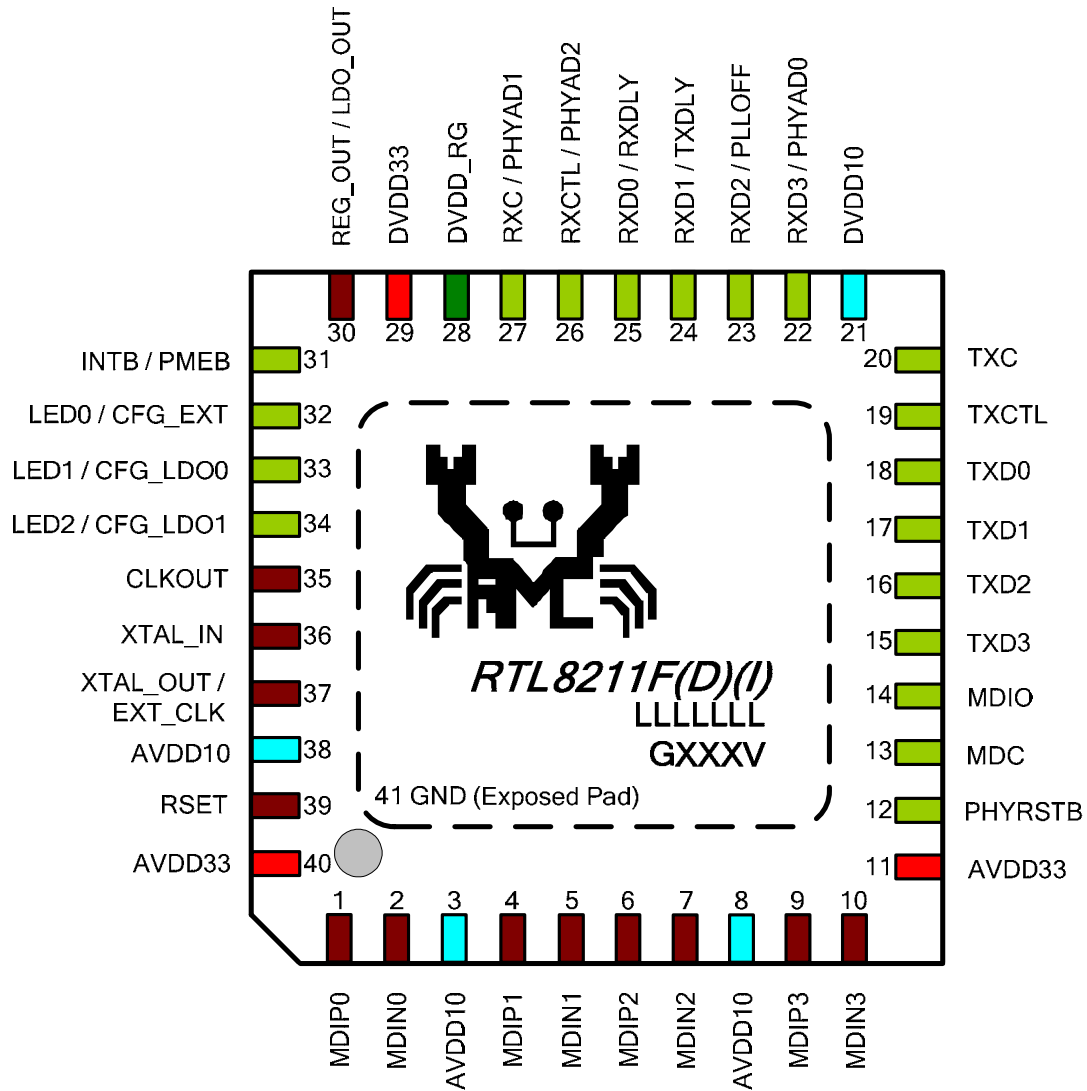 REG_OUT / LDO_OUT
DVDD33
DVDD_RG
RXC / PHYAD1
RXCTL / PHYAD2
RXD0 / RXDLY
RXD1 / TXDLY
RXD2 / PLLOFF
RXD3 / PHYAD0
DVDD10
30
29
28
27
26
25
24
23
22
21
INTB / PMEB
31
LED0 / CFG_EXT
32
LED1 / CFG_LDO0
33
LED2 / CFG_LDO1
34
CLKOUT
35
XTAL_IN
36
XTAL_OUT /
EXT_CLK
37
AVDD10
38
RSET
39
AVDD33
40
20
TXC
19
TXCTL
18
TXD0
17
TXD1
16
TXD2
15
TXD3
14
MDIO
13
MDC
12
PHYRSTB
11
AVDD33
RTL8211F(D)(I)
LLLLLLL
GXXXV
41 GND (Exposed Pad)
1
2
3
4
5
6
7
8
9
10
MDIP0
MDIN0
AVDD10
MDIP1
MDIN1
MDIP2
MDIN2
AVDD10
MDIP3
MDIN3